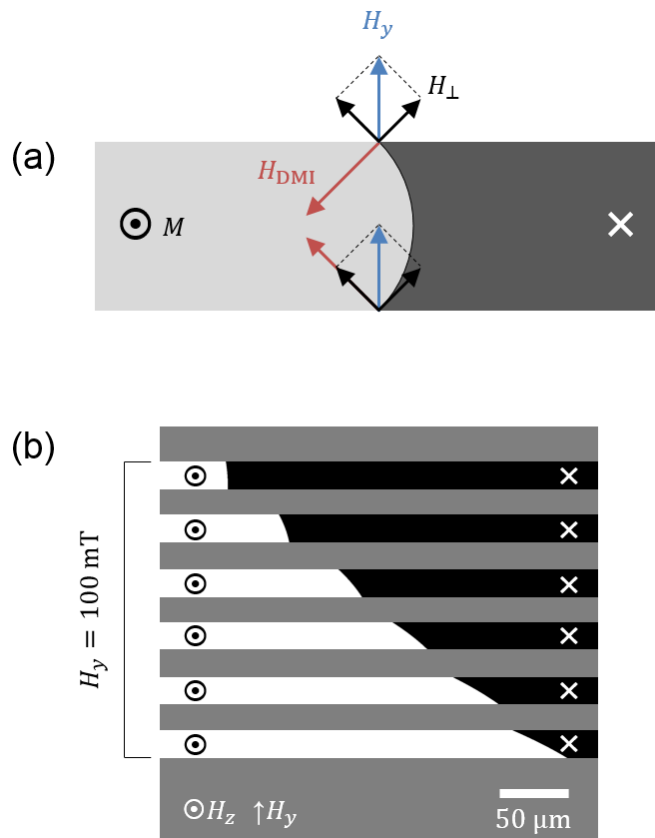 H_y
H_⊥
(a)
H_DMI
⊙ M ×
(b)
H_y = 100 mT
⊙ ×
⊙ ×
⊙ ×
⊙ ×
⊙ ×
⊙ ×
⊙H_z ↑H_y
50 μm